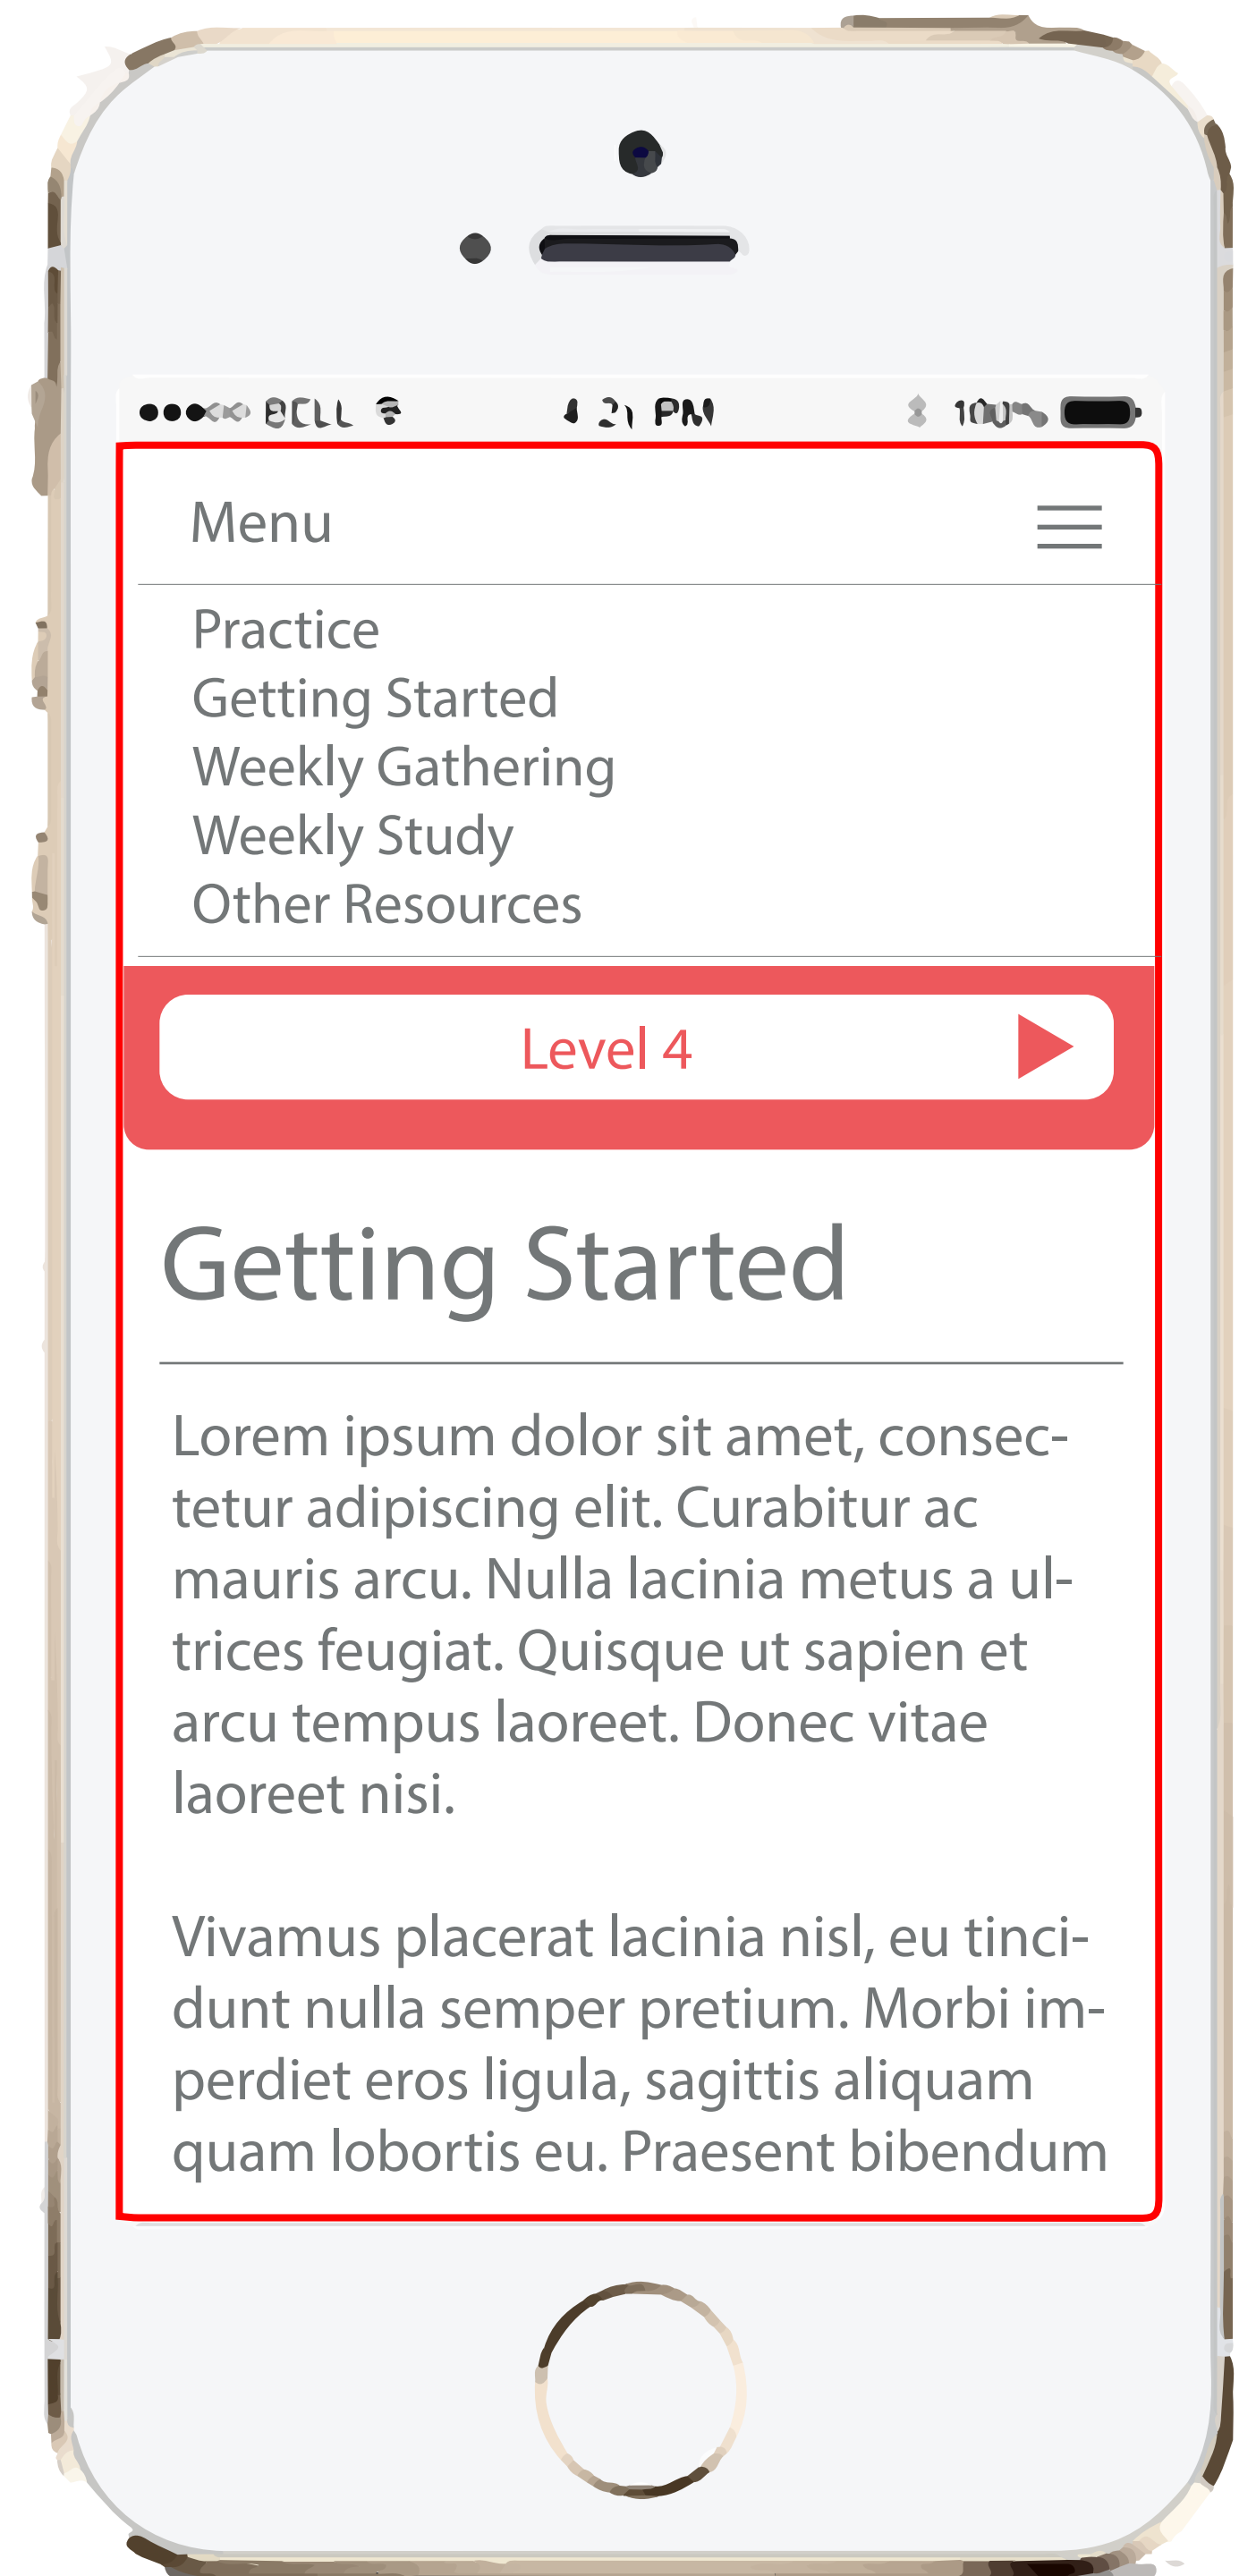 PM
Menu
Practice
Getting Started
Weekly Gathering
Weekly Study
Other Resources
Level 4
Getting Started
Lorem ipsum dolor sit amet, consec-
tetur adipiscing elit. Curabitur ac
mauris arcu. Nulla lacinia metus a ul-
trices feugiat. Quisque ut sapien et
arcu tempus laoreet. Donec vitae
laoreet nisi.
Vivamus placerat lacinia nisl, eu tinci-
dunt nulla semper pretium. Morbi im-
perdiet eros ligula, sagittis aliquam
quam lobortis eu. Praesent bibendum